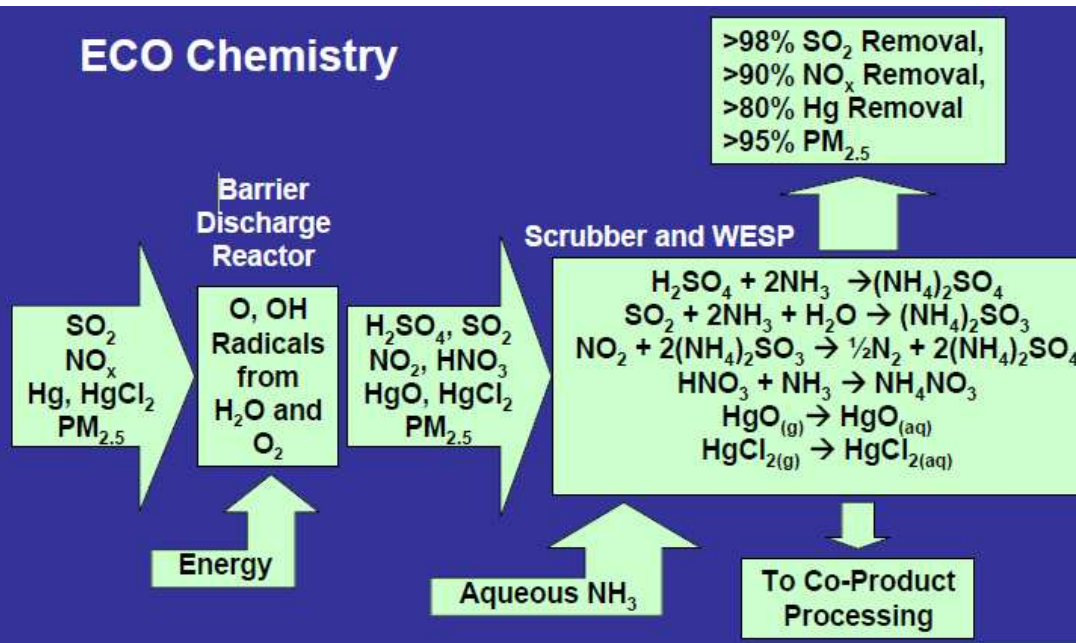 ECO Chemistry
>98% SO₂ Removal,
>90% NOₓ Removal,
>80% Hg Removal
>95% PM₂.₅
Barrier
Discharge
Reactor
Scrubber and WESP
SO₂
NOₓ
Hg, HgCl₂
PM₂.₅
O, OH
Radicals
from
H₂O and
O₂
H₂SO₄, SO₂
NO₂, HNO₃
HgO, HgCl₂
PM₂.₅
H₂SO₄ + 2NH₃ →(NH₄)₂SO₄
SO₂ + 2NH₃ + H₂O → (NH₄)₂SO₃
NO₂ + 2(NH₄)₂SO₃ → ½N₂ + 2(NH₄)₂SO₄
HNO₃ + NH₃ → NH₄NO₃
HgO₍g₎ → HgO₍aq₎
HgCl₂₍g₎ → HgCl₂₍aq₎
Energy
Aqueous NH₃
To Co-Product
Processing